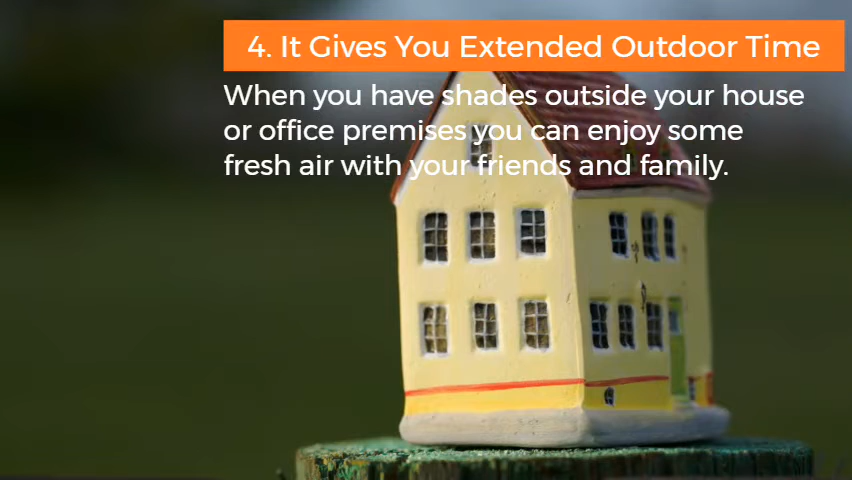 4. It Gives You Extended Outdoor Time
When you have shades outside your house
or office premises you can enjoy some
fresh air with your friends and family.